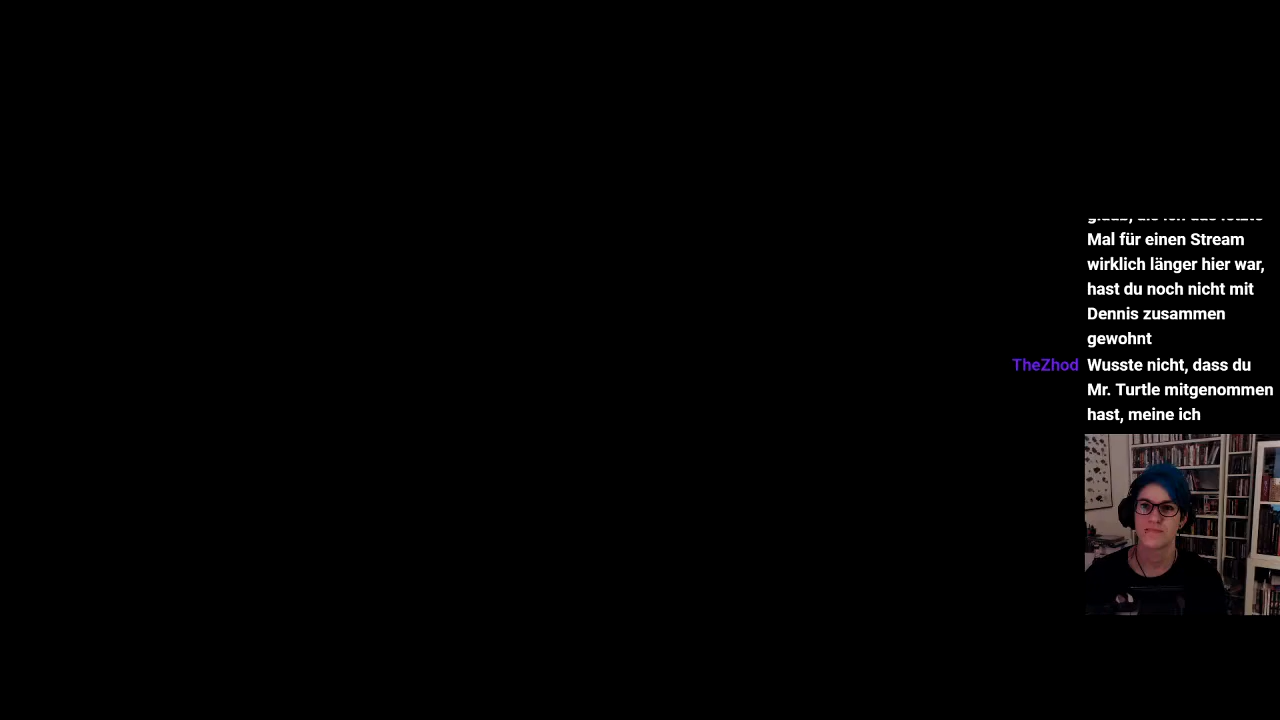 Mal für einen Stream
wirklich länger hier war,
hast du noch nicht mit
Dennis zusammen
gewohnt
TheZhod Wusste nicht, dass du
Mr. Turtle mitgenommen
hast, meine ich